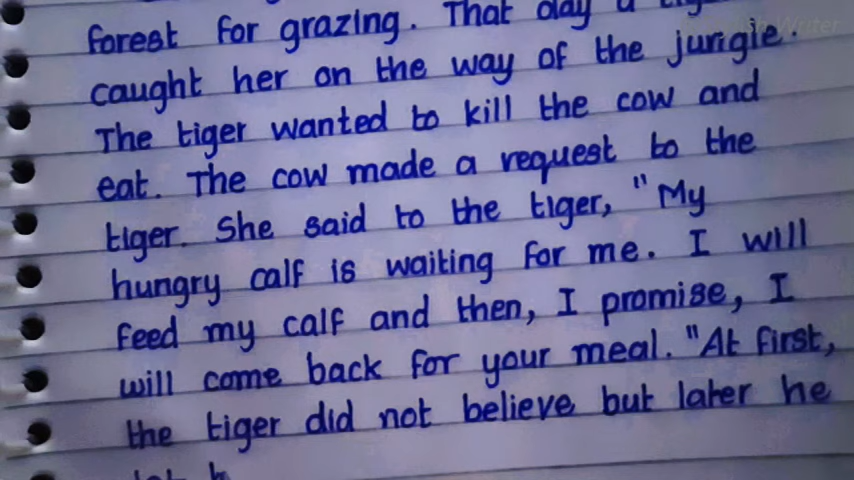 forest for grazing. That day a
caught her on the way of the jungle.
The tiger wanted to kill the cow and
eat. The cow made a request to the
tiger. She said to the tiger, "My
hungry calf is waiting for me. I will
feed my calf and then, I promise, I
will come back for your meal. "At first,
the tiger did not believe but later he